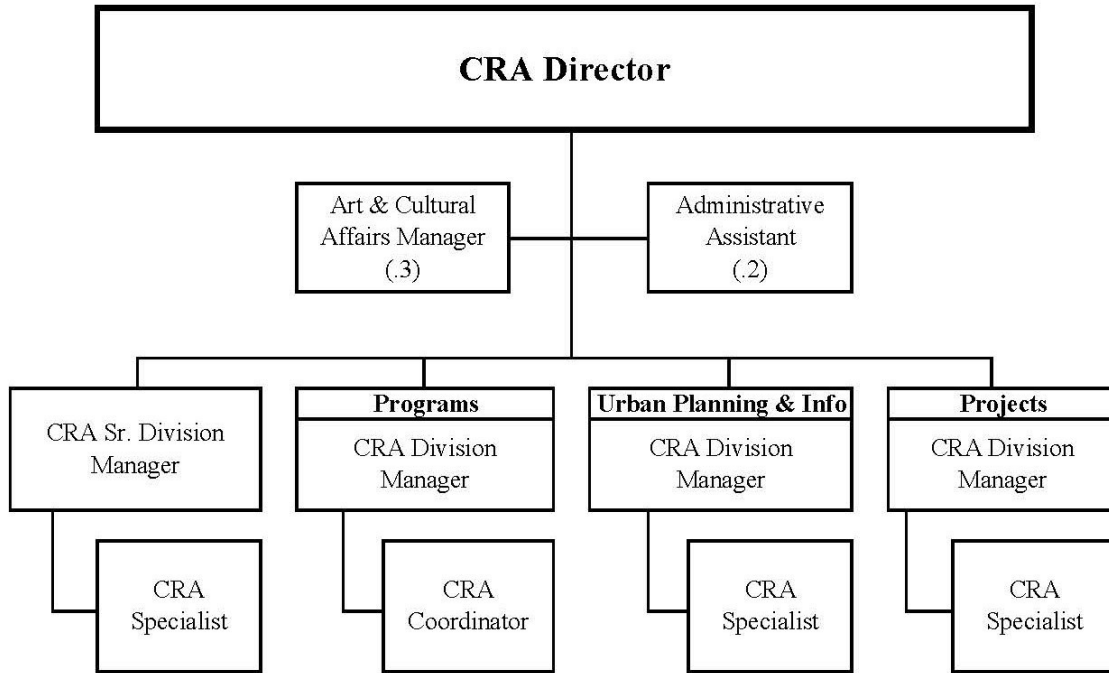 CRA Director
Art & Cultural
Affairs Manager
(.3)
Administrative
Assistant
(.2)
CRA Sr. Division
Manager
Programs
CRA Division
Manager
Urban Planning & Info
CRA Division
Manager
Projects
CRA Division
Manager
CRA
Specialist
CRA
Coordinator
CRA
Specialist
CRA
Specialist